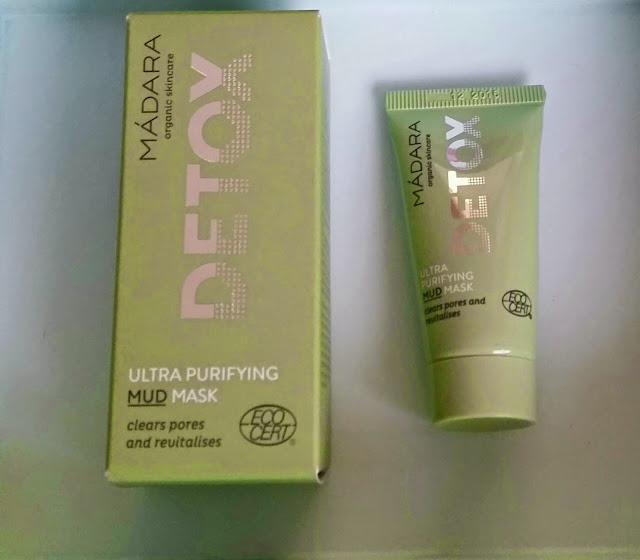 MÁDARA
organic skincare
DETOX
ULTRA PURIFYING
MUD MASK
clears pores
and revitalises
ECO
CERT
®
MÁDARA
organic skincare
DETOX
ULTRA
PURIFYING
MUD MASK
clears pores and
revitalises
ECO
CERT